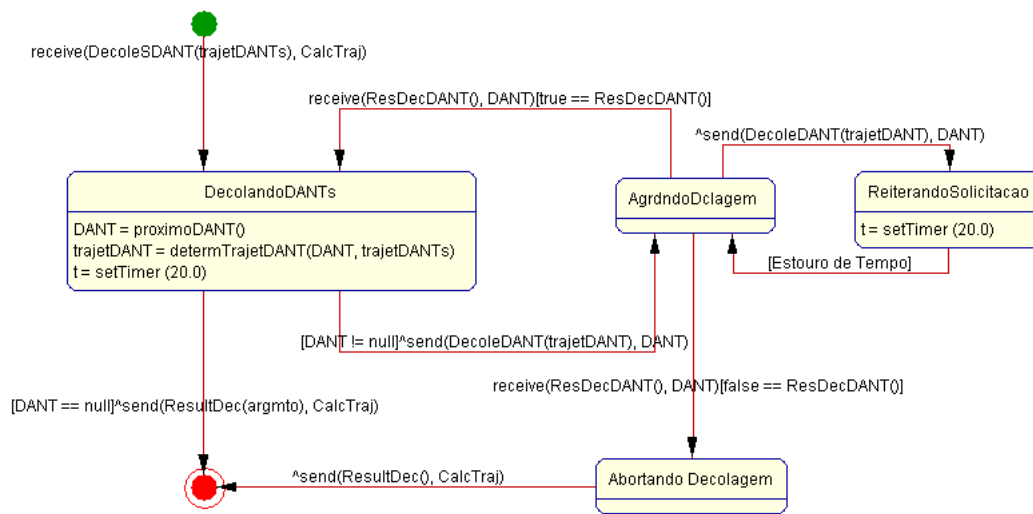 receive(DecoleSDANT(trajetDANTs), CalcTraj)
receive(ResDecDANT(), DANT)[true == ResDecDANT()]
^send(DecoleDANT(trajetDANT), DANT)
DecolandoDANTs
DANT = proximoDANT()
trajetDANT = determTrajetDANT(DANT, trajetDANTs)
t = setTimer (20.0)
AgrdndoDclagem
ReiterandoSolicitacao
t = setTimer (20.0)
[Estouro de Tempo]
[DANT != null]^send(DecoleDANT(trajetDANT), DANT)
receive(ResDecDANT(), DANT)[false == ResDecDANT()]
[DANT == null]^send(ResultDec(argmto), CalcTraj)
^send(ResultDec(), CalcTraj)
Abortando Decolagem